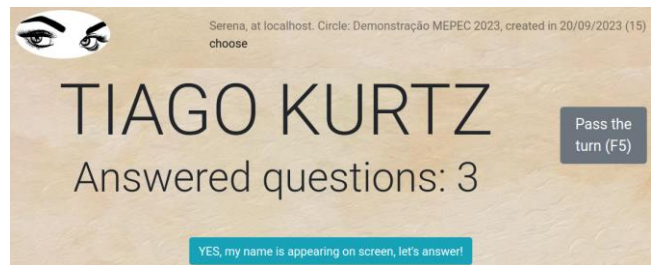 Serena, at localhost. Circle: Demonstração MEPEC 2023, created in 20/09/2023 (15)
choose
TIAGO KURTZ
Answered questions: 3
Pass the
turn (F5)
YES, my name is appearing on screen, let's answer!